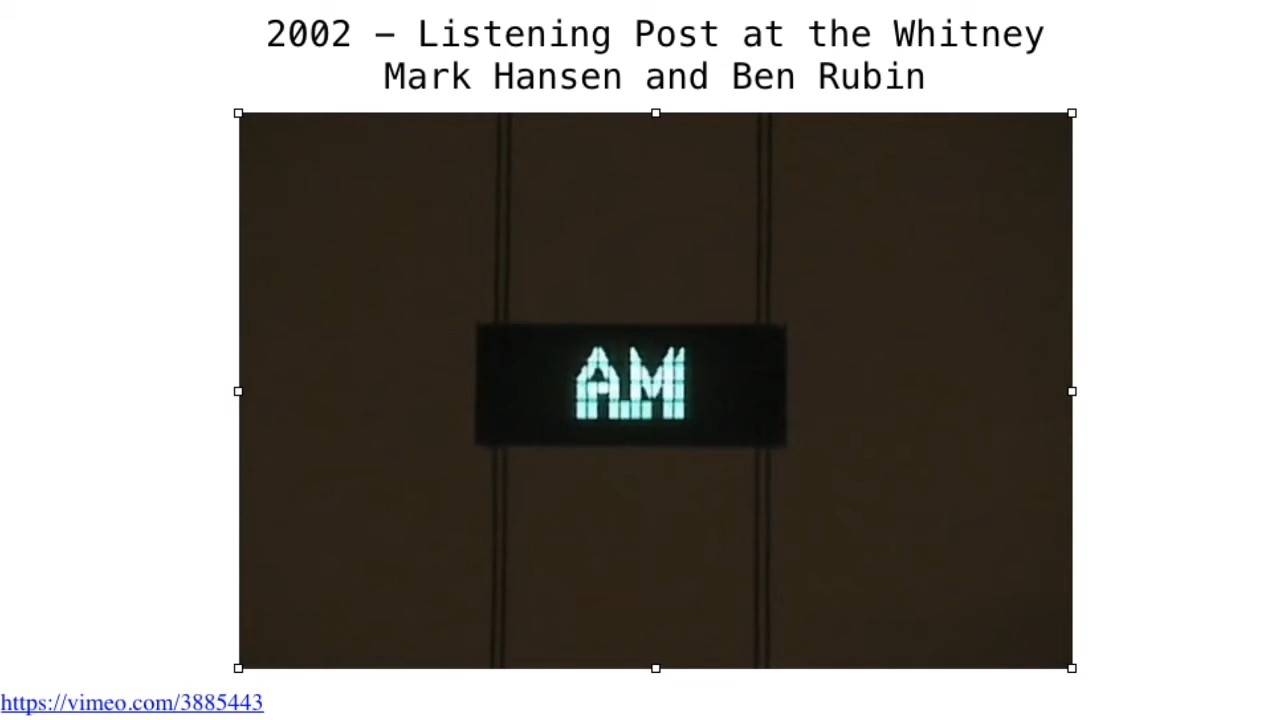 2002 – Listening Post at the Whitney
Mark Hansen and Ben Rubin
AM
https://vimeo.com/3885443